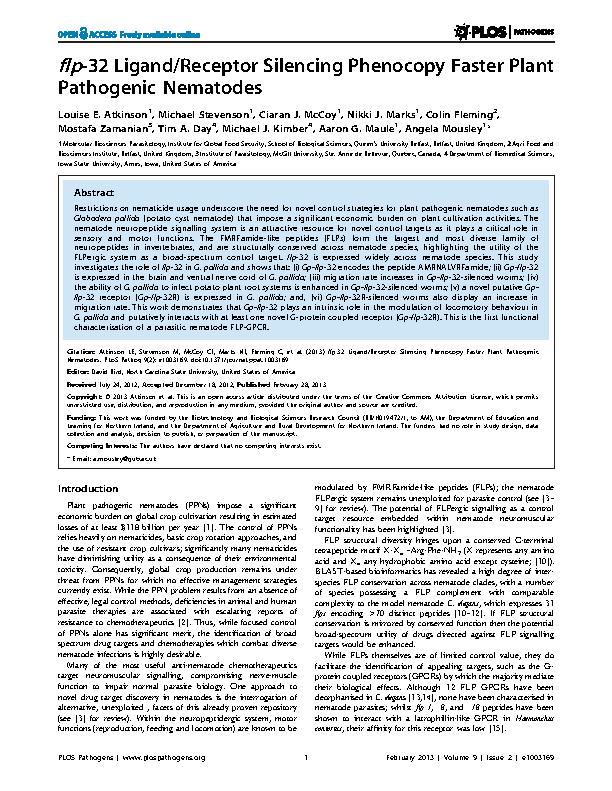 OPEN ACCESS Freely available online
PLOS PATHOGENS
flp-32 Ligand/Receptor Silencing Phenocopy Faster Plant
Pathogenic Nematodes
Louise E. Atkinson1, Michael Stevenson1, Ciaran J. McCoy1, Nikki J. Marks1, Colin Fleming2,
Mostafa Zamanian3, Tim A. Day4, Michael J. Kimber4, Aaron G. Maule1, Angela Mousley1*
1 Molecular Biosciences-Parasitology, Institute for Global Food Security, School of Biological Sciences, Queen's University Belfast, Belfast, United Kingdom, 2 Agri Food and
Biosciences Institute, Belfast, United Kingdom, 3 Institute of Parasitology, McGill University, Ste. Anne de Bellevue, Quebec, Canada, 4 Department of Biomedical Sciences,
Iowa State University, Ames, Iowa, United States of America
Abstract
Restrictions on nematicide usage underscore the need for novel control strategies for plant pathogenic nematodes such as
Globodera pallida (potato cyst nematode) that impose a significant economic burden on plant cultivation activities. The
nematode neuropeptide signalling system is an attractive resource for novel control targets as it plays a critical role in
sensory and motor functions. The FMRFamide-like peptides (FLPs) form the largest and most diverse family of
neuropeptides in invertebrates, and are structurally conserved across nematode species, highlighting the utility of the
FLPergic system as a broad-spectrum control target. flp-32 is expressed widely across nematode species. This study
investigates the role of flp-32 in G. pallida and shows that: (i) Gp-flp-32 encodes the peptide AMRNALVRFamide; (ii) Gp-flp-32
is expressed in the brain and ventral nerve cord of G. pallida; (iii) migration rate increases in Gp-flp-32-silenced worms; (iv)
the ability of G. pallida to infect potato plant root systems is enhanced in Gp-flp-32-silenced worms; (v) a novel putative Gp-
flp-32 receptor (Gp-flp-32R) is expressed in G. pallida; and, (vi) Gp-flp-32R-silenced worms also display an increase in
migration rate. This work demonstrates that Gp-flp-32 plays an intrinsic role in the modulation of locomotory behaviour in
G. pallida and putatively interacts with at least one novel G-protein coupled receptor (Gp-flp-32R). This is the first functional
characterisation of a parasitic nematode FLP-GPCR.
Citation: Atkinson LE, Stevenson M, McCoy CJ, Marks NJ, Fleming C, et al. (2013) flp-32 Ligand/Receptor Silencing Phenocopy Faster Plant Pathogenic
Nematodes. PLoS Pathog 9(2): e1003169. doi:10.1371/journal.ppat.1003169
Editor: David Bird, North Carolina State University, United States of America
Received July 24, 2012; Accepted December 18, 2012; Published February 28, 2013
Copyright: © 2013 Atkinson et al. This is an open-access article distributed under the terms of the Creative Commons Attribution License, which permits
unrestricted use, distribution, and reproduction in any medium, provided the original author and source are credited.
Funding: This work was funded by the Biotechnology and Biological Sciences Research Council (BB/H019472/1, to AM), the Department of Education and
Learning for Northern Ireland, and the Department of Agriculture and Rural Development for Northern Ireland. The funders had no role in study design, data
collection and analysis, decision to publish, or preparation of the manuscript.
Competing Interests: The authors have declared that no competing interests exist.
* E-mail: a.mousley@qub.ac.uk
Introduction
Plant pathogenic nematodes (PPNs) impose a significant
economic burden on global crop cultivation resulting in estimated
losses of at least $118 billion per year [1]. The control of PPNs
relies heavily on nematicides, basic crop rotation approaches, and
the use of resistant crop cultivars; significantly many nematicides
have diminishing utility as a consequence of their environmental
toxicity. Consequently, global crop production remains under
threat from PPNs for which no effective management strategies
currently exist. While the PPN problem results from an absence of
effective, legal control methods, deficiencies in animal and human
parasite therapies are associated with escalating reports of
resistance to chemotherapeutics [2]. Thus, while focused control
of PPNs alone has significant merit, the identification of broad
spectrum drug targets and chemotherapies which combat diverse
nematode infections is highly desirable.
Many of the most useful anti-nematode chemotherapeutics
target neuromuscular signalling, compromising nerve-muscle
function to impair normal parasite biology. One approach to
novel drug target discovery in nematodes is the interrogation of
alternative, unexploited, facets of this already proven repository
(see [3] for review). Within the neuropeptidergic system, motor
functions (reproduction, feeding and locomotion) are known to be
modulated by FMRFamide-like peptides (FLPs); the nematode
FLPergic system remains unexploited for parasite control (see [3–
9] for review). The potential of FLPergic signalling as a control
target resource embedded within nematode neuromuscular
functionality has been highlighted [3].
FLP structural diversity hinges upon a conserved C-terminal
tetrapeptide motif X-Xo-Arg-Phe-NH2 (X represents any amino
acid and Xo any hydrophobic amino acid except cysteine; [10]).
BLAST-based bioinformatics has revealed a high degree of inter-
species FLP conservation across nematode clades, with a number
of species possessing a FLP complement with comparable
complexity to the model nematode C. elegans, which expresses 31
flps encoding >70 distinct peptides [10–12]. If FLP structural
conservation is mirrored by conserved function then the potential
broad-spectrum utility of drugs directed against FLP signalling
targets would be enhanced.
While FLPs themselves are of limited control value, they do
facilitate the identification of appealing targets, such as the G-
protein coupled receptors (GPCRs) by which the majority mediate
their biological effects. Although 12 FLP GPCRs have been
deorphanised in C. elegans [13,14], none have been characterised in
nematode parasites; whilst flp-1, -8, and -18 peptides have been
shown to interact with a latrophilin-like GPCR in Haemonchus
contortus, their affinity for this receptor was low [15].
PLOS Pathogens | www.plospathogens.org
1
February 2013 | Volume 9 | Issue 2 | e1003169